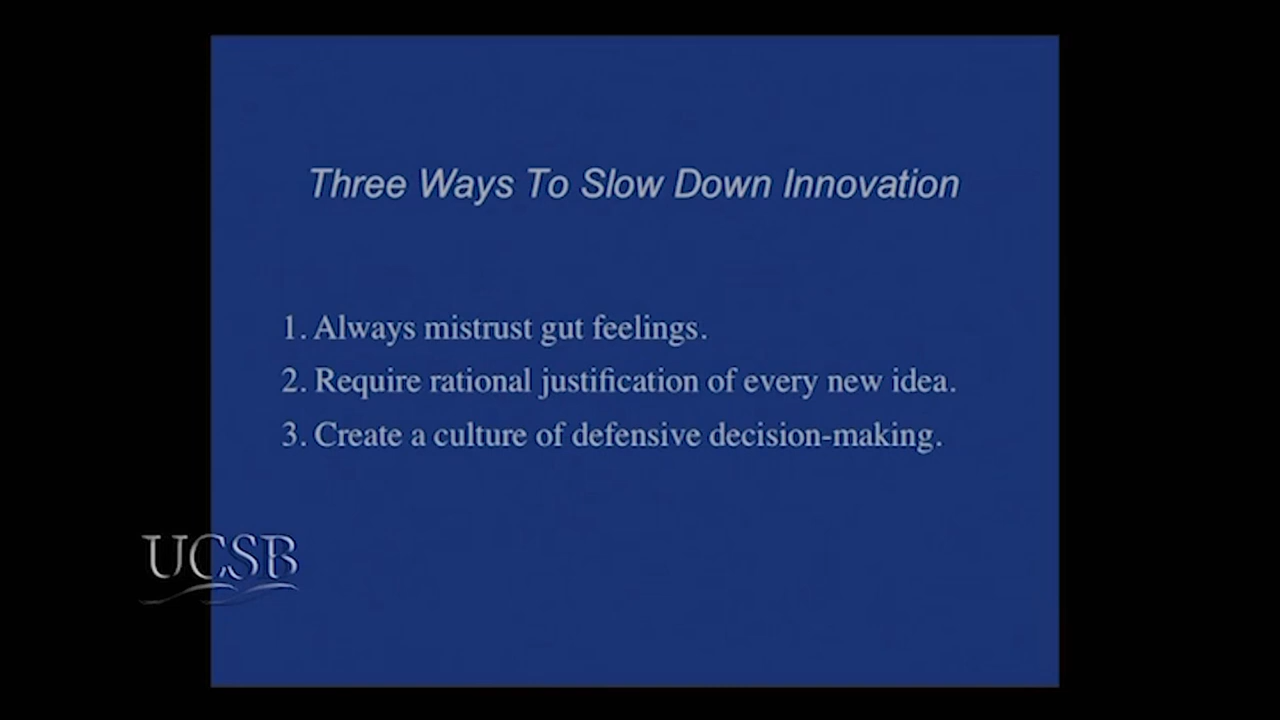 Three Ways To Slow Down Innovation
1. Always mistrust gut feelings.
2. Require rational justification of every new idea.
3. Create a culture of defensive decision-making.
UCSB